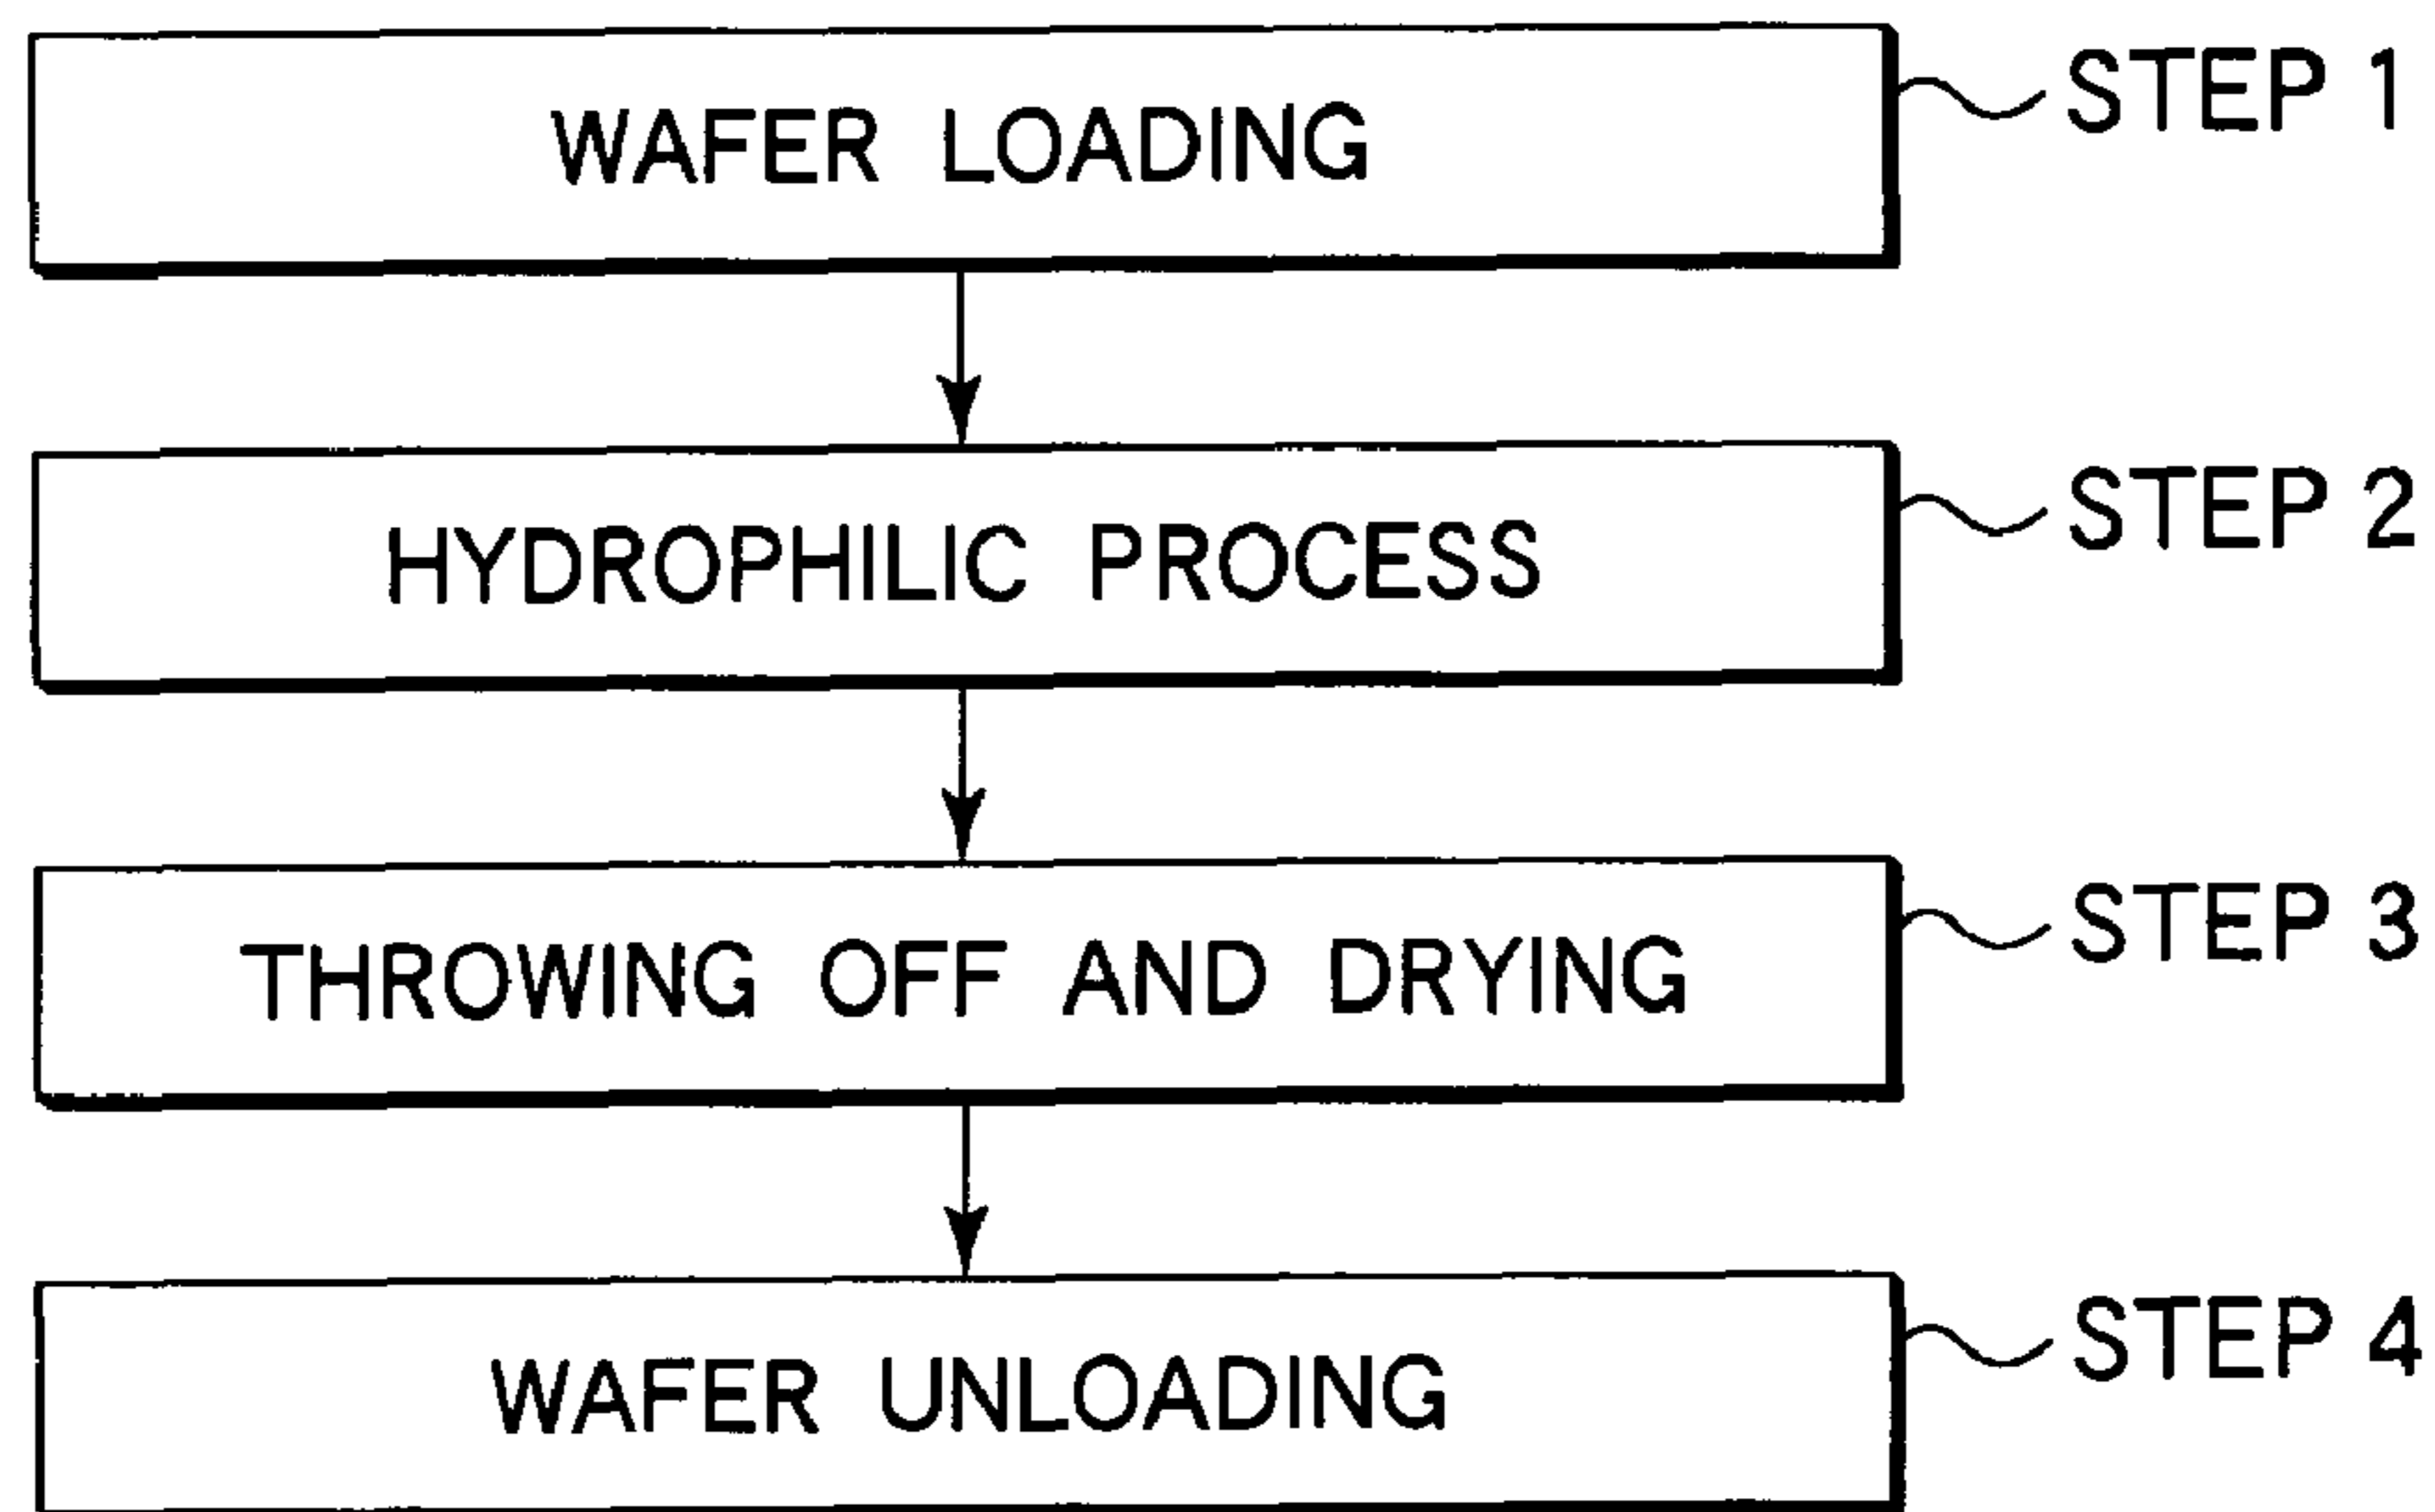 WAFER LOADING
STEP 1
HYDROPHILIC PROCESS
STEP 2
THROWING OFF AND DRYING
STEP 3
WAFER UNLOADING
STEP 4